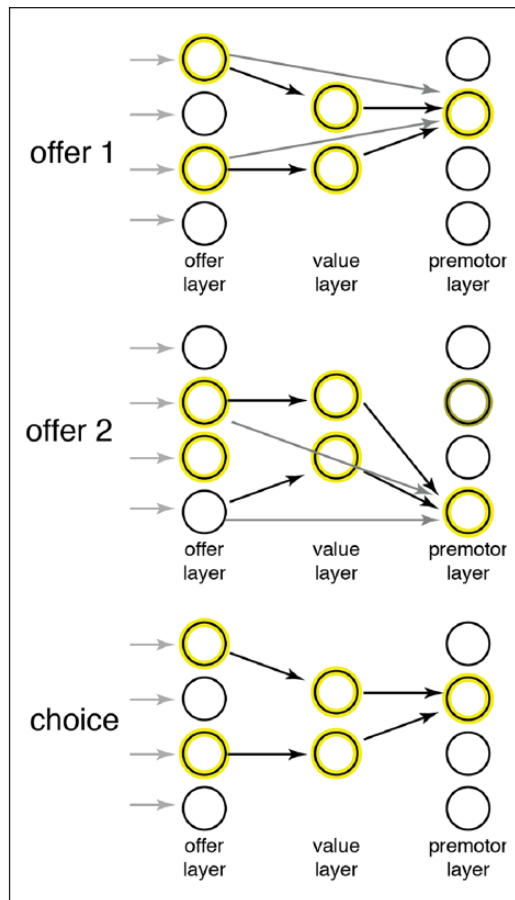 offer 1
offer
layer
value
layer
premotor
layer
offer 2
offer
layer
value
layer
premotor
layer
choice
offer
layer
value
layer
premotor
layer